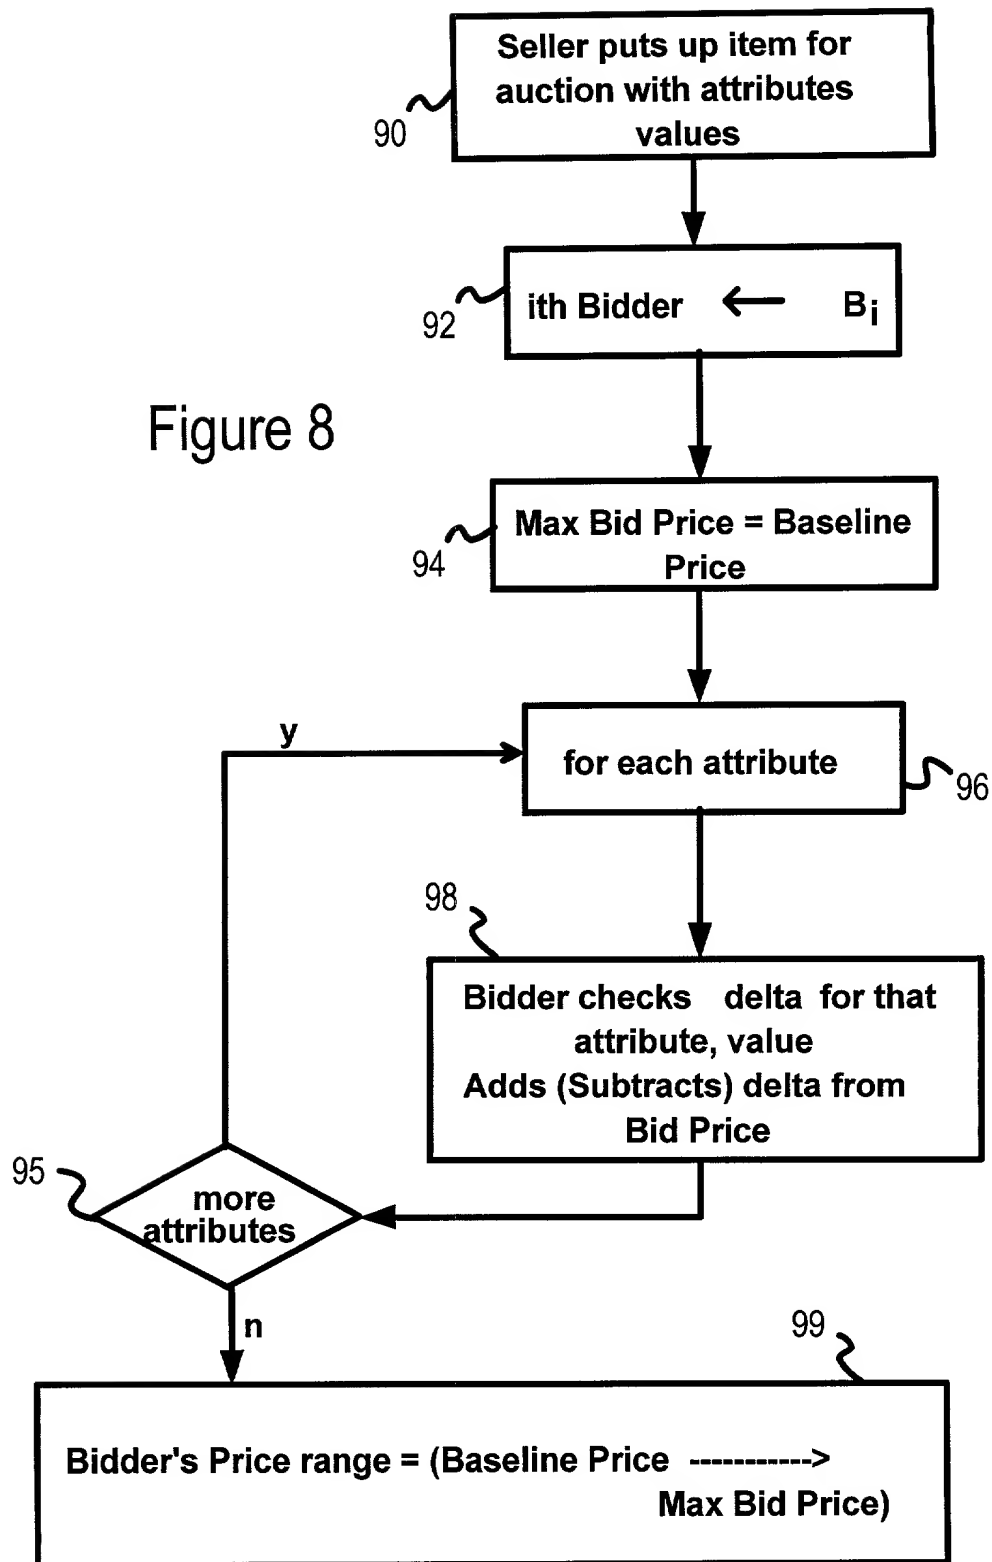 Seller puts up item for
auction with attributes
values
90
ith Bidder ← Bi
92
Figure 8
Max Bid Price = Baseline
Price
94
y
for each attribute
96
98
Bidder checks delta for that
attribute, value
Adds (Subtracts) delta from
Bid Price
95
more
attributes
n
99
Bidder's Price range = (Baseline Price ----------->
Max Bid Price)